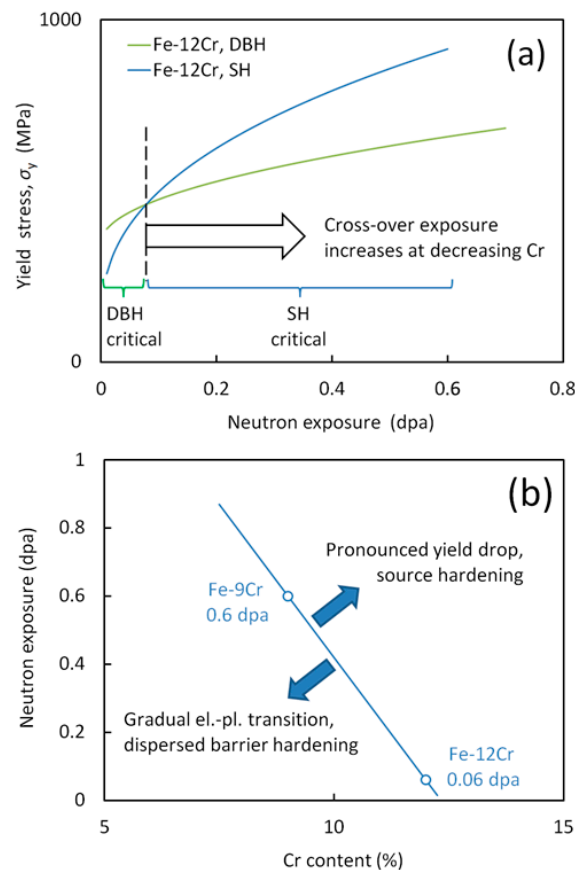 1000
Fe-12Cr, DBH
Fe-12Cr, SH
(a)
Yield stress, σy (MPa)
Cross-over exposure
increases at decreasing Cr
DBH
critical
SH
critical
0
0
0.2
0.4
0.6
0.8
Neutron exposure (dpa)
1
(b)
0.8
Pronounced yield drop,
source hardening
Fe-9Cr
0.6 dpa
0.6
Neutron exposure (dpa)
0.4
Gradual el.-pl. transition,
dispersed barrier hardening
0.2
Fe-12Cr
0.06 dpa
0
5
10
15
Cr content (%)